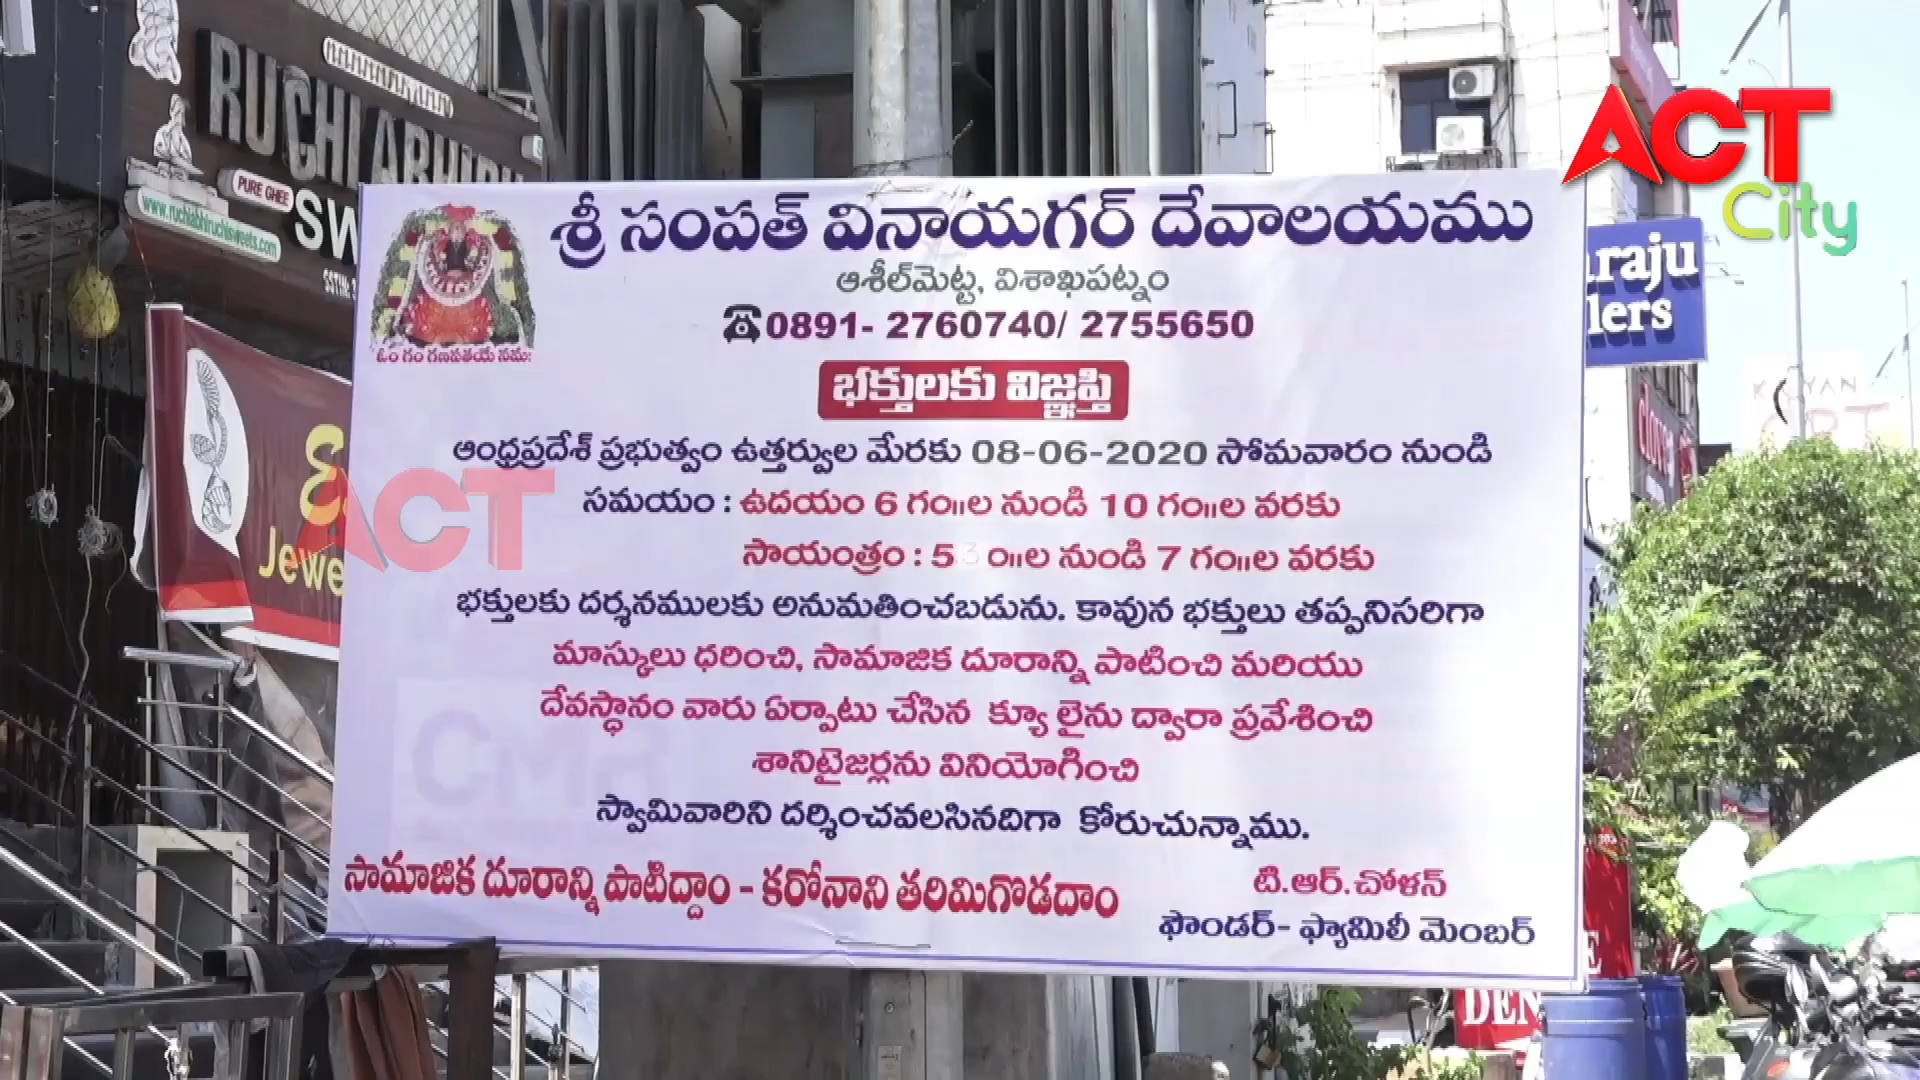 RUCHI
PURE GHEE
www.ruchiabhiruchisweets.com
ACT
City
శ్రీ సంపత్ వినాయగర్ దేవాలయము
ఆశీల్‌మెట్ట, విశాఖపట్నం
☎0891- 2760740/ 2755650
ఓం గం గణపతయే నమః
భక్తులకు విజ్ఞప్తి
ఆంధ్రప్రదేశ్ ప్రభుత్వం ఉత్తర్వుల మేరకు 08-06-2020 సోమవారం నుండి
సమయం : ఉదయం 6 గం॥ల నుండి 10 గం॥ల వరకు
సాయంత్రం : 5 నుండి 7 గం॥ల వరకు
భక్తులకు దర్శనములకు అనుమతించబడును. కావున భక్తులు తప్పనిసరిగా
మాస్కులు ధరించి, సామాజిక దూరాన్ని పాటించి మరియు
దేవస్థానం వారు ఏర్పాటు చేసిన క్యూ లైను ద్వారా ప్రవేశించి
శానిటైజర్లను వినియోగించి
స్వామివారిని దర్శించవలసినదిగా కోరుచున్నాము.
సామాజిక దూరాన్ని పాటిద్దాం - కరోనాని తరిమిగొడదాం
టి.ఆర్.చోళన్
ఫౌండర్- ఫ్యామిలీ మెంబర్
ACT